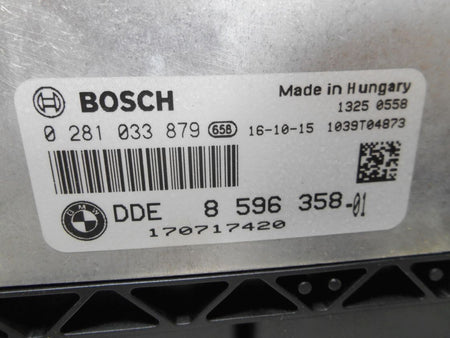 BOSCH
Made in Hungary
1325 0558
0 281 033 879 658 16-10-15 1039T04873
BMW DDE 8 596 358-01
170717420